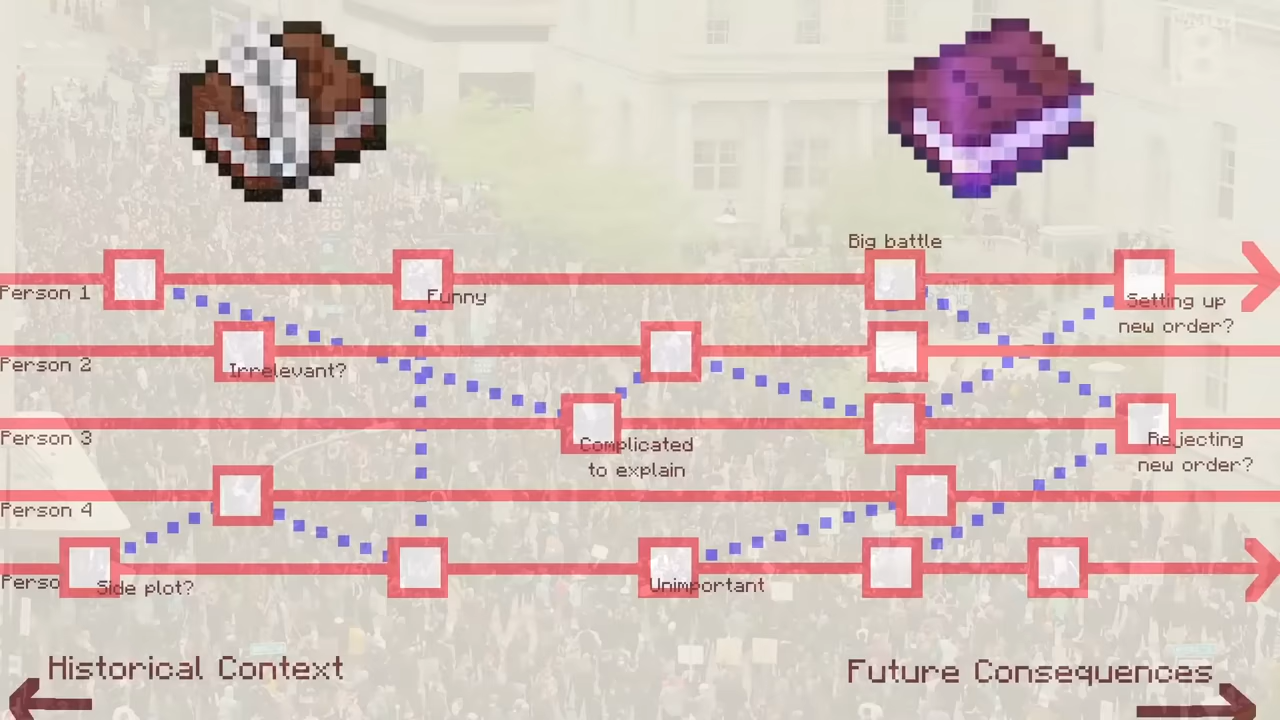 Big battle
Person 1
Funny
Setting up
new order?
Person 2
Irrelevant?
Person 3
Complicated
to explain
Rejecting
new order?
Person 4
Perso
Side plot?
Unimportant
Historical Context
Future Consequences